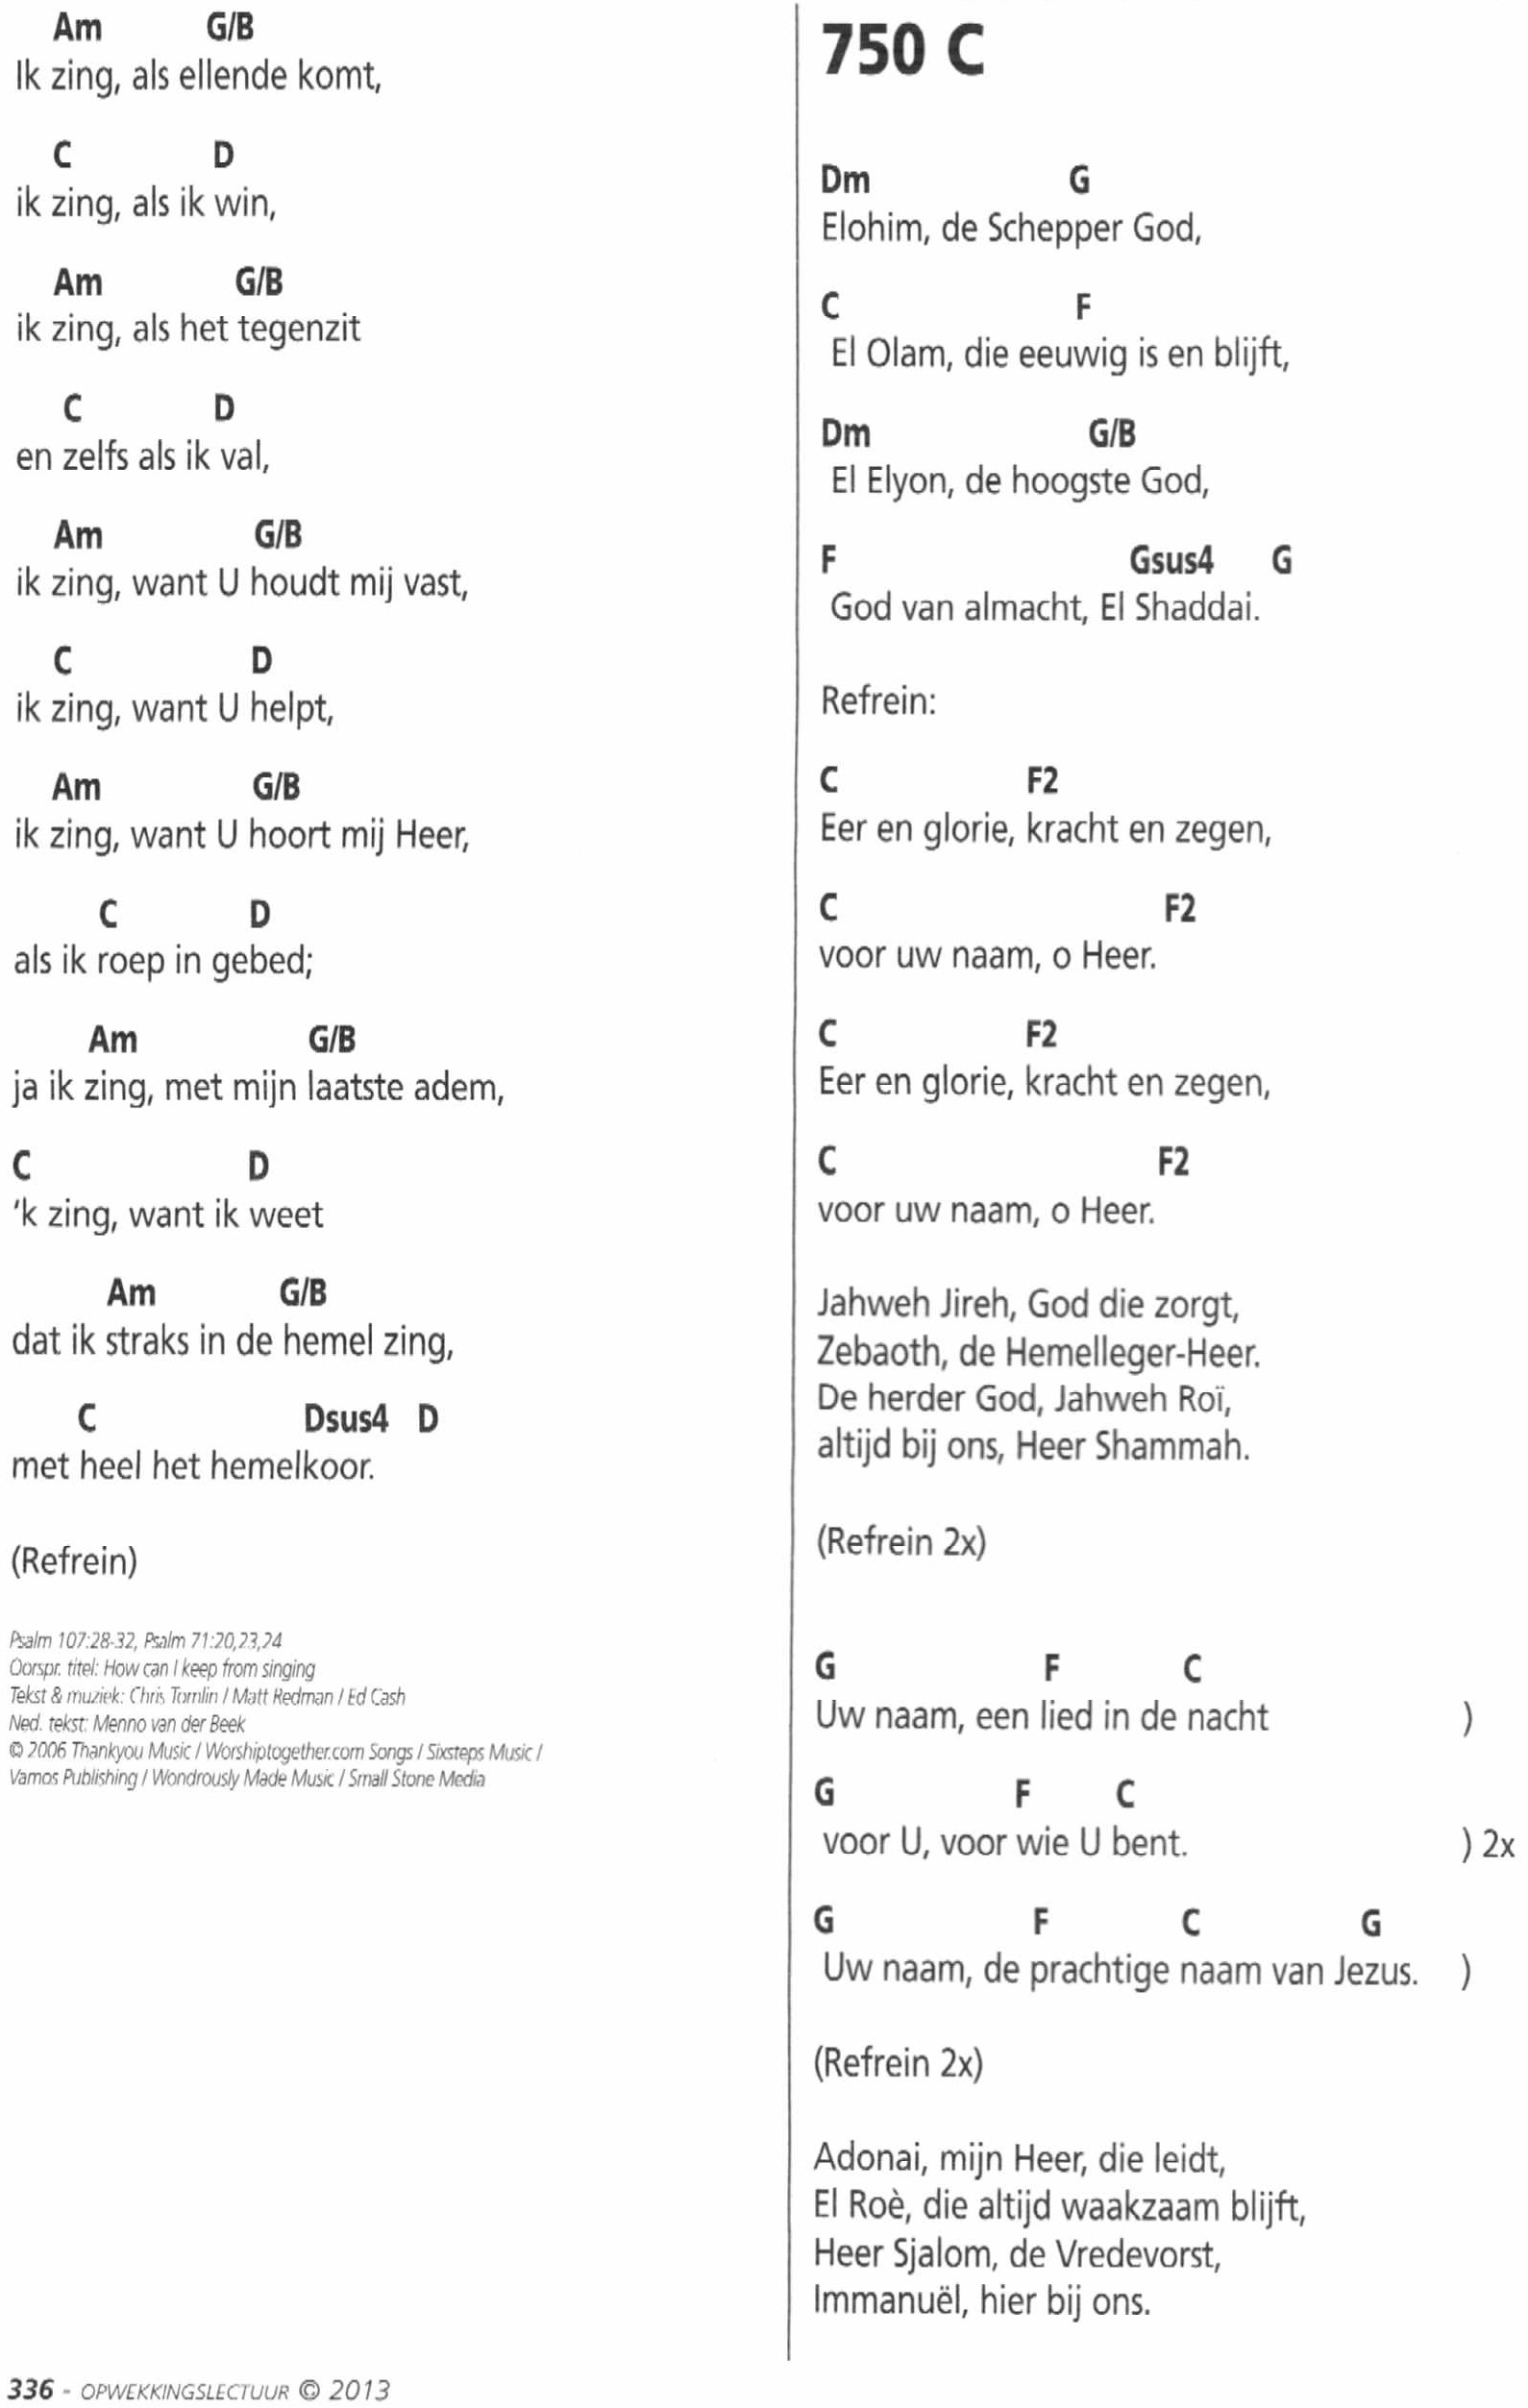 Am G/B
Ik zing, als ellende komt,
C D
ik zing, als ik win,
Am G/B
ik zing, als het tegenzit
C D
en zelfs als ik val,
Am G/B
ik zing, want U houdt mij vast,
C D
ik zing, want U helpt,
Am G/B
ik zing, want U hoort mij Heer,
C D
als ik roep in gebed;
Am G/B
ja ik zing, met mijn laatste adem,
C D
'k zing, want ik weet
Am G/B
dat ik straks in de hemel zing,
C Dsus4 D
met heel het hemelkoor.
(Refrein)
Psalm 107:28-32, Psalm 71:20,23,24
Oorspr. titel: How can I keep from singing
Tekst & muziek: Chris Tomlin / Matt Redman / Ed Cash
Ned. tekst: Menno van der Beek
© 2006 Thankyou Music / Worshiptogether.com Songs / Sixsteps Music /
Vamos Publishing / Wondrously Made Music / Small Stone Media
336 - OPWEKKINGSLECTUUR © 2013
750 C
Dm G
Elohim, de Schepper God,
C F
El Olam, die eeuwig is en blijft,
Dm G/B
El Elyon, de hoogste God,
F Gsus4 G
God van almacht, El Shaddai.
Refrein:
C F2
Eer en glorie, kracht en zegen,
C F2
voor uw naam, o Heer.
C F2
Eer en glorie, kracht en zegen,
C F2
voor uw naam, o Heer.
Jahweh Jireh, God die zorgt,
Zebaoth, de Hemelleger-Heer.
De herder God, Jahweh Roï,
altijd bij ons, Heer Shammah.
(Refrein 2x)
G F C
Uw naam, een lied in de nacht )
G F C
voor U, voor wie U bent. ) 2x
G F C G
Uw naam, de prachtige naam van Jezus. )
(Refrein 2x)
Adonai, mijn Heer, die leidt,
El Roè, die altijd waakzaam blijft,
Heer Sjalom, de Vredevorst,
Immanuël, hier bij ons.